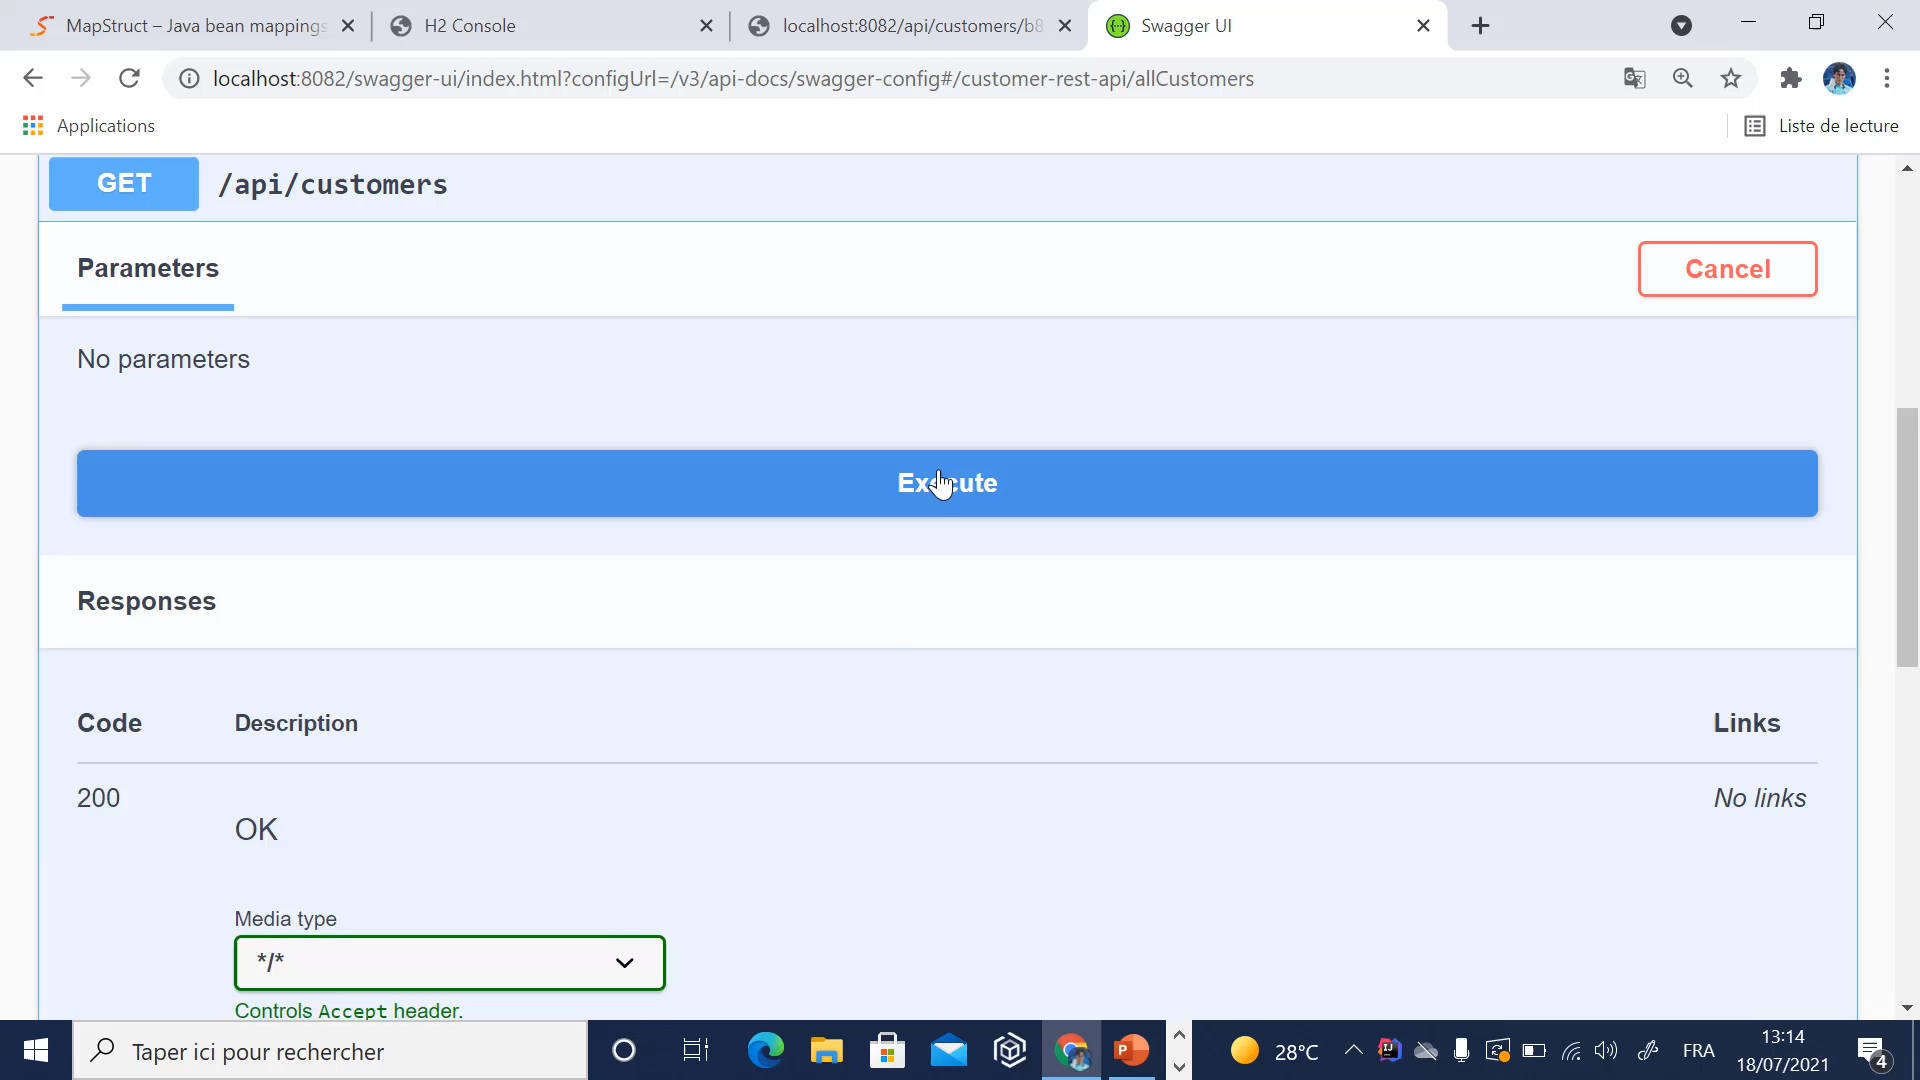 MapStruct – Java bean mappings
H2 Console
localhost:8082/api/customers/b8
Swagger UI
localhost:8082/swagger-ui/index.html?configUrl=/v3/api-docs/swagger-config#/customer-rest-api/allCustomers
Applications
Liste de lecture
GET /api/customers
Parameters
Cancel
No parameters
Execute
Responses
Code Description Links
200 No links
OK
Media type
*/*
Controls Accept header.
Taper ici pour rechercher
28°C
FRA
13:14
18/07/2021
4